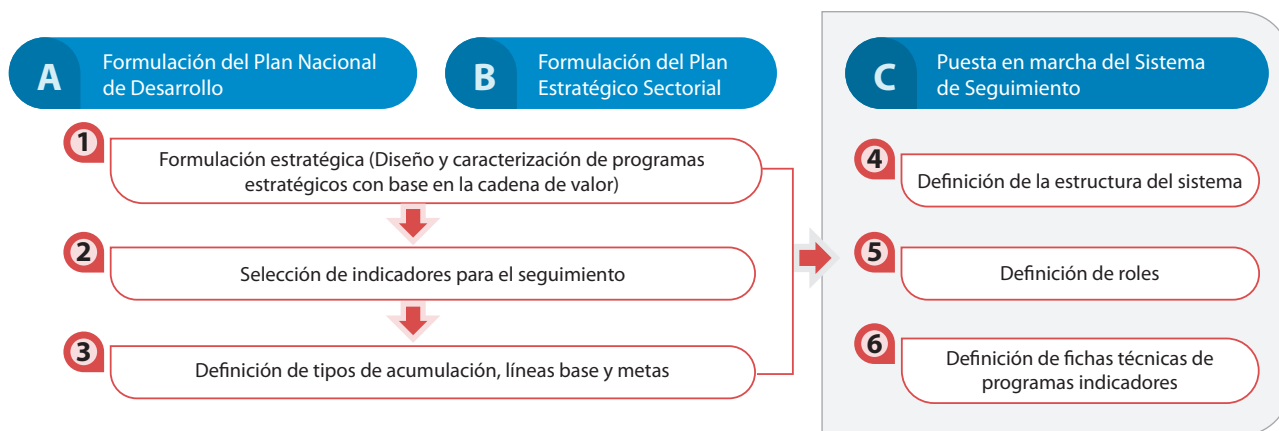 A
Formulación del Plan Nacional
de Desarrollo
B
Formulación del Plan
Estratégico Sectorial
1
Formulación estratégica (Diseño y caracterización de programas
estratégicos con base en la cadena de valor)
2
Selección de indicadores para el seguimiento
3
Definición de tipos de acumulación, líneas base y metas
C
Puesta en marcha del Sistema
de Seguimiento
4
Definición de la estructura del sistema
5
Definición de roles
6
Definición de fichas técnicas de
programas indicadores